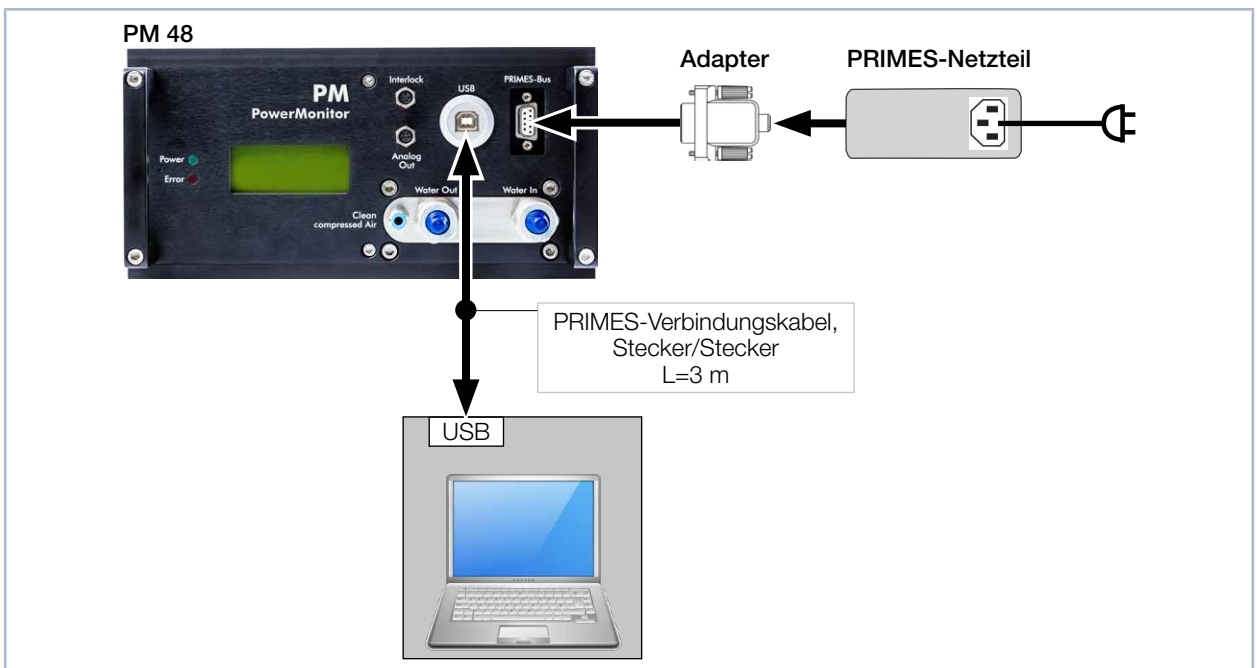 PM 48
Adapter
PRIMES-Netzteil
PM
PowerMonitor
Interlock
USB
PRIMES-Bus
Analog
Out
Power
Error
Water Out
Water In
Clean
compressed Air
PRIMES-Verbindungskabel,
Stecker/Stecker
L=3 m
USB